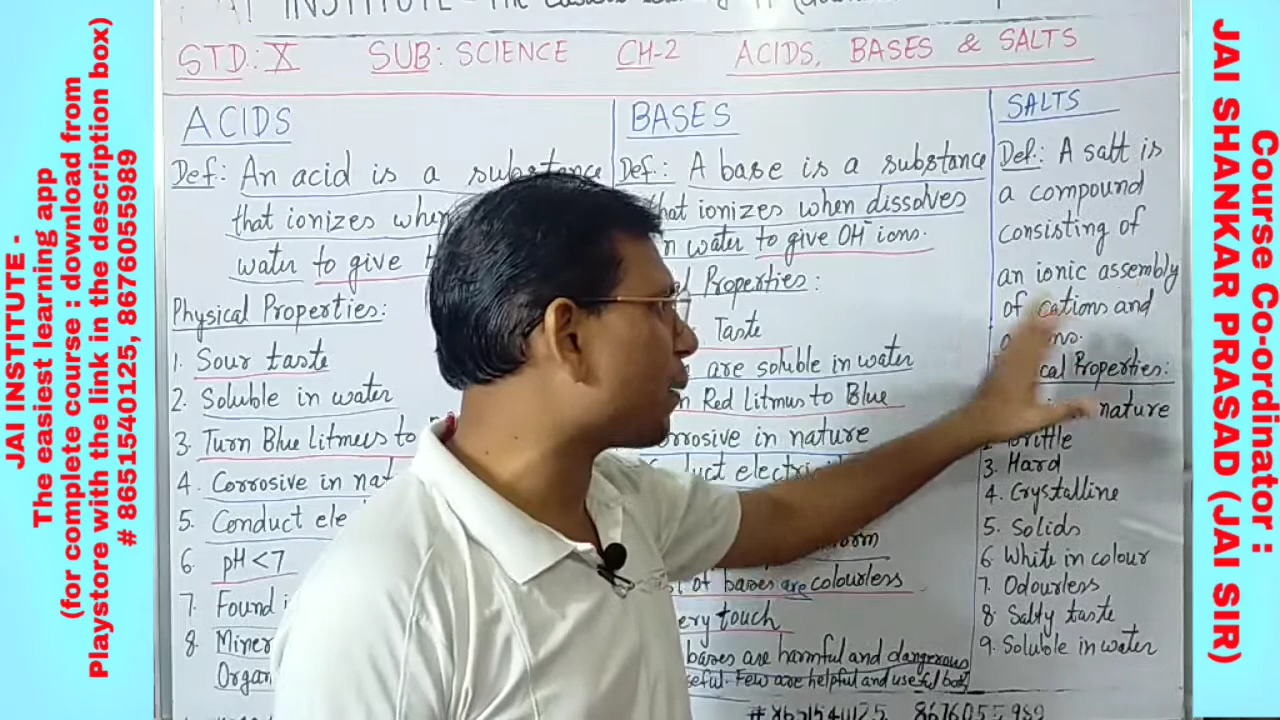 JAI INSTITUTE -
The easiest learning app
(for complete course : download from
Playstore with the link in the description box)
# 8651540125, 8676055989
INSTITUTE - The
STD: X SUB: SCIENCE CH-2 ACIDS, BASES & SALTS
ACIDS
Def: An acid is a substance
that ionizes when
water to give
Physical Properties:
1. Sour taste
2. Soluble in water
3. Turn Blue Litmus to
4. Corrosive in
5. Conduct
6 pH <7
7. Found
8.
BASES
Def.: A base is a substance
that ionizes when dissolves
in water to give OH⁻ ions.
Properties:
Taste
are soluble in water
Red Litmus to Blue
corrosive in nature
of bases are colourless
touch
bases are harmful and dangerous
Few are helpful and useful
SALTS
Def.: A salt is
a compound
consisting of
an ionic assembly
of cations and
Properties:
nature
2. Brittle
3. Hard
4. Crystalline
5. Solids
6. White in colour
7. Odourless
8. Salty taste
9. Soluble in water
# 8651540125, 8676055989
Course Co-ordinator :
JAI SHANKAR PRASAD (JAI SIR)